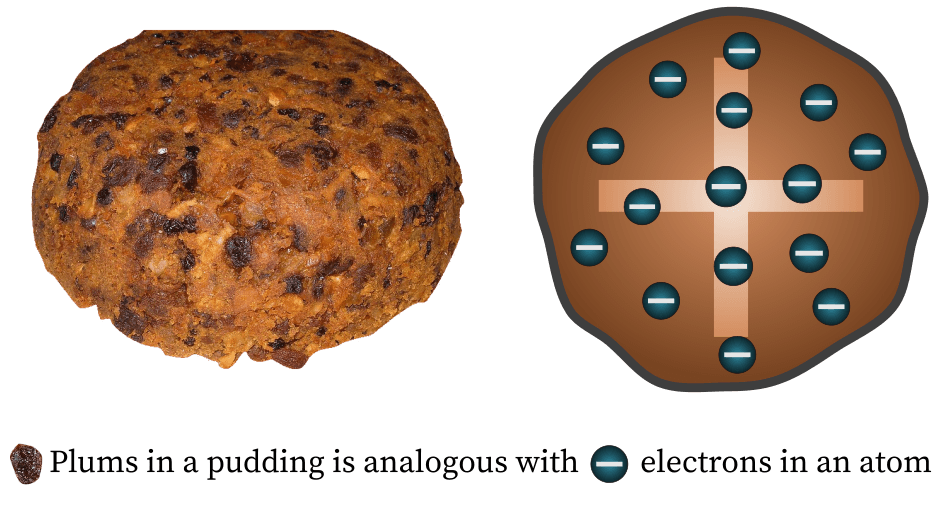 Plums in a pudding is analogous with electrons in an atom